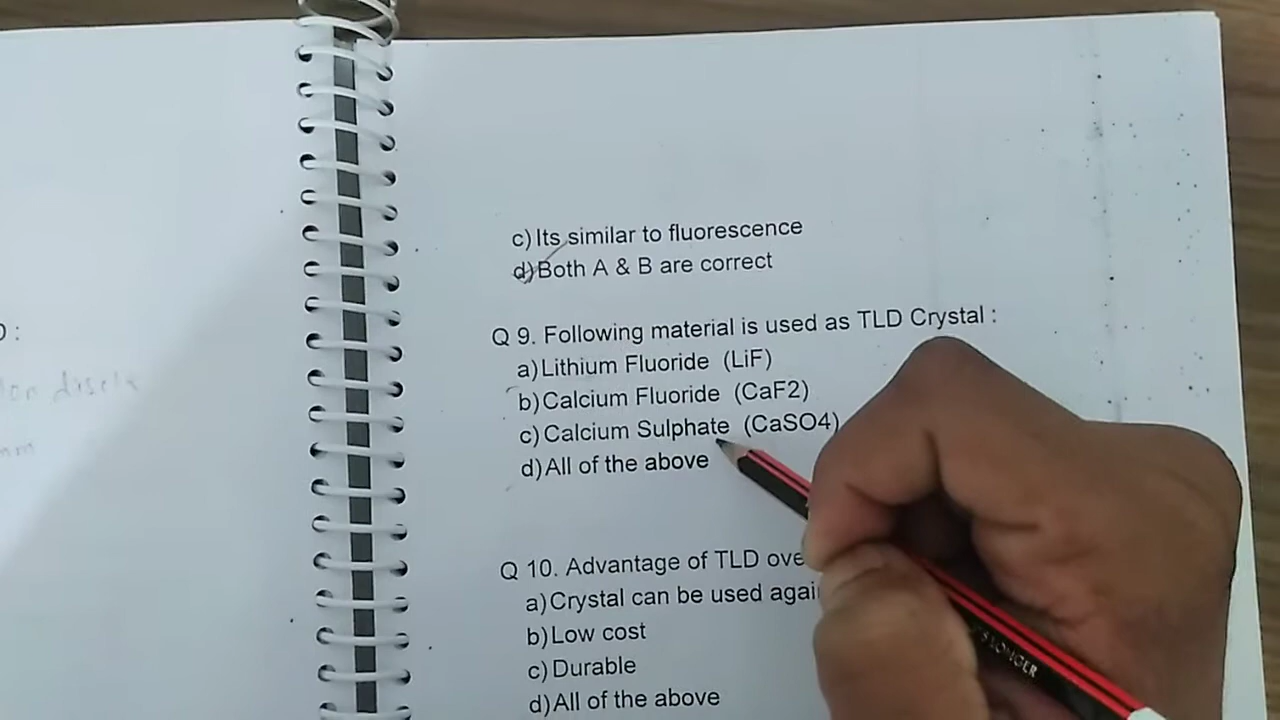 c) Its similar to fluorescence
d) Both A & B are correct
Q 9. Following material is used as TLD Crystal :
a) Lithium Fluoride (LiF)
b) Calcium Fluoride (CaF2)
c) Calcium Sulphate (CaSO4)
d) All of the above
Q 10. Advantage of TLD
a) Crystal can be used
b) Low cost
c) Durable
d) All of the above